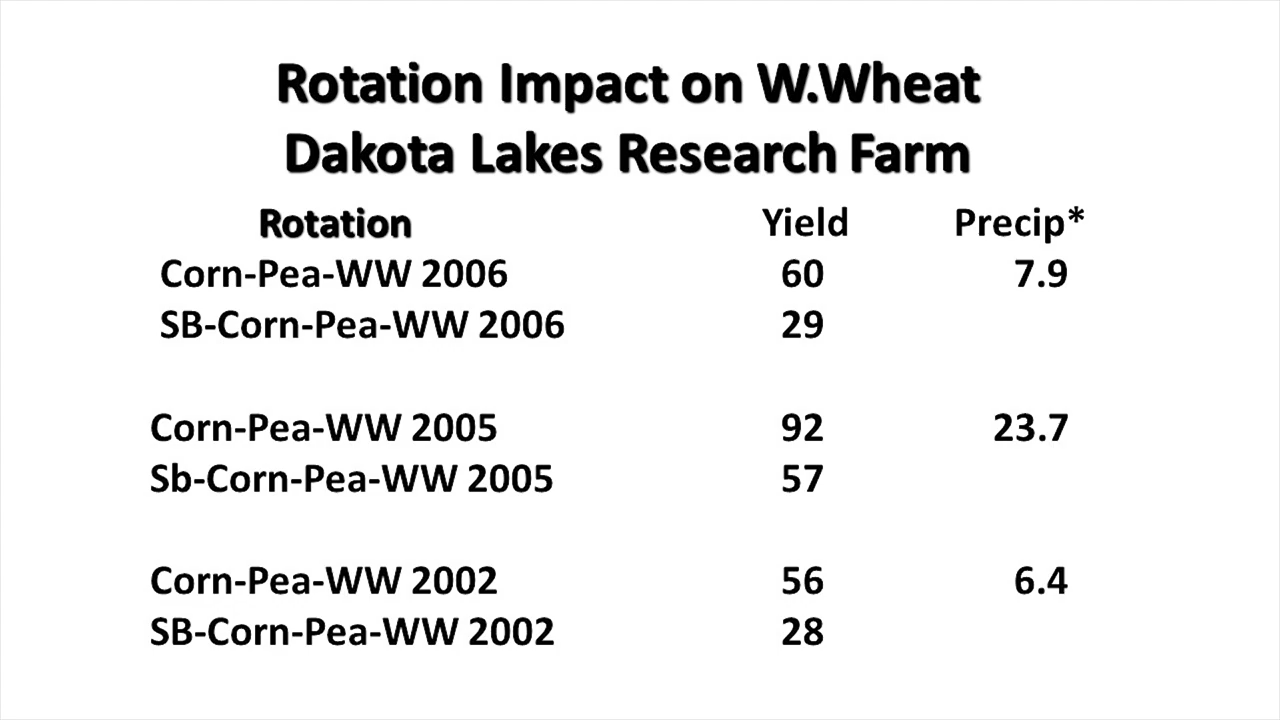 Rotation Impact on W.Wheat
Dakota Lakes Research Farm
Rotation Yield Precip*
Corn-Pea-WW 2006 60 7.9
SB-Corn-Pea-WW 2006 29
Corn-Pea-WW 2005 92 23.7
Sb-Corn-Pea-WW 2005 57
Corn-Pea-WW 2002 56 6.4
SB-Corn-Pea-WW 2002 28